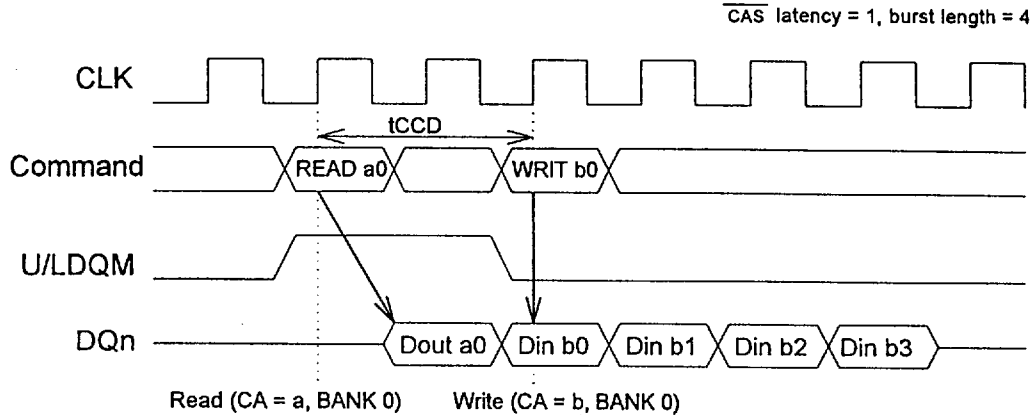 CAS latency = 1, burst length = 4
CLK
tCCD
Command READ a0 WRIT b0
U/LDQM
DQn Dout a0 Din b0 Din b1 Din b2 Din b3
Read (CA = a, BANK 0) Write (CA = b, BANK 0)